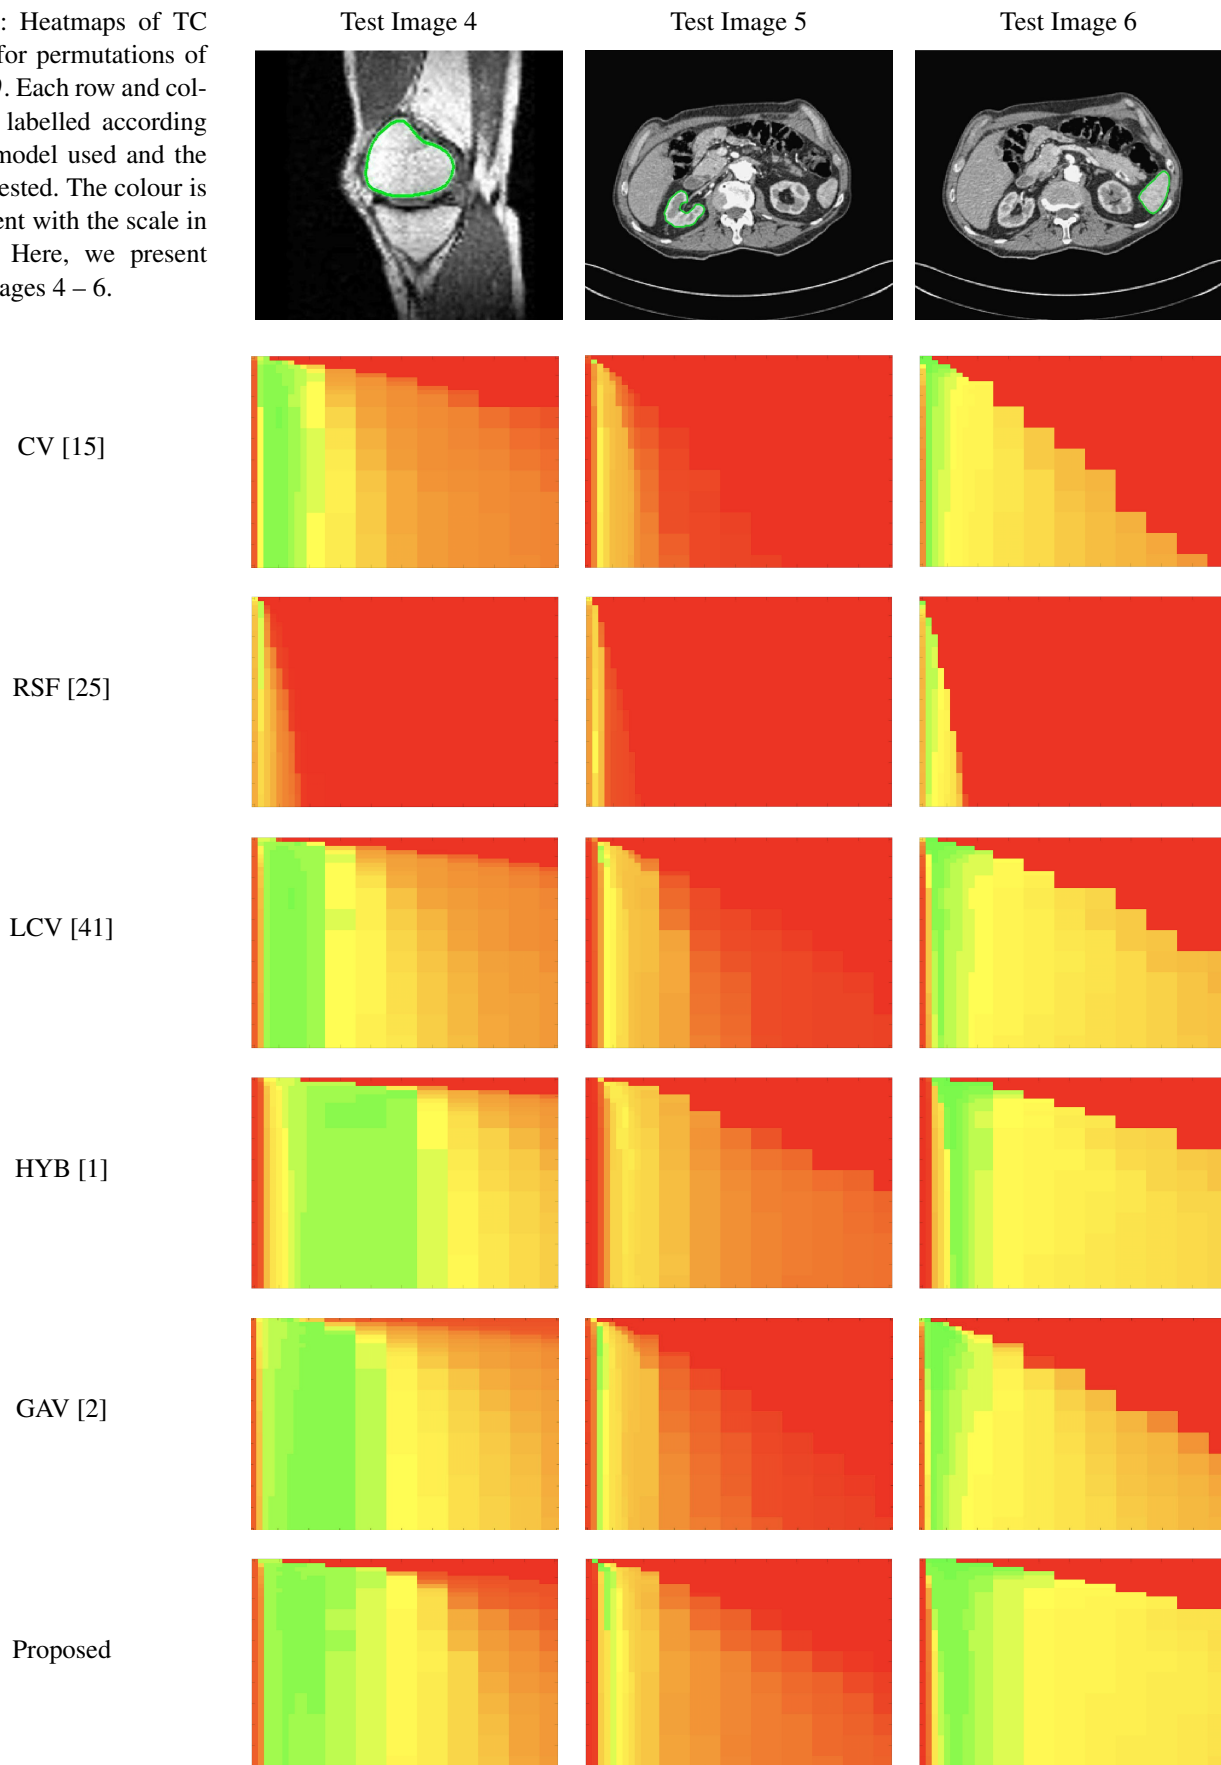 : Heatmaps of TC
for permutations of
. Each row and col-
labelled according
model used and the
ested. The colour is
ent with the scale in
Here, we present
ages 4 – 6.
Test Image 4
Test Image 5
Test Image 6
CV [15]
RSF [25]
LCV [41]
HYB [1]
GAV [2]
Proposed